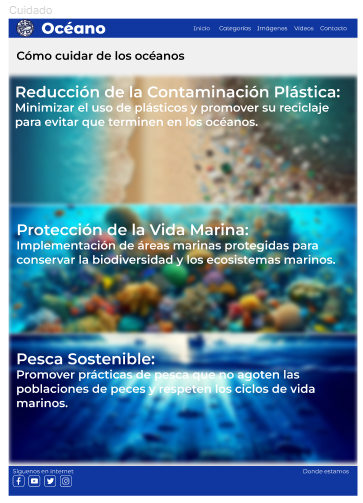 Cuidado
Océano
Inicio Categorías Imágenes Videos Contacto
Cómo cuidar de los océanos
Reducción de la Contaminación Plástica:
Minimizar el uso de plásticos y promover su reciclaje
para evitar que terminen en los océanos.
Protección de la Vida Marina:
Implementación de áreas marinas protegidas para
conservar la biodiversidad y los ecosistemas marinos.
Pesca Sostenible:
Promover prácticas de pesca que no agoten las
poblaciones de peces y respeten los ciclos de vida
marinos.
Síguenos en internet
Donde estamos